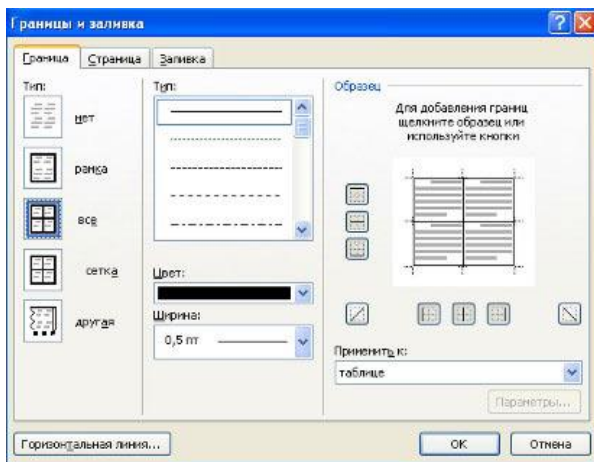 Границы и заливка
Граница
Страница
Заливка
Тип:
нет
рамка
все
сетка
другая
Тип:
Цвет:
Ширина:
0,5 пт
Образец
Для добавления границ
щелкните образец или
используйте кнопки
Применить к:
таблице
Параметры...
Горизонтальная линия...
ОК
Отмена